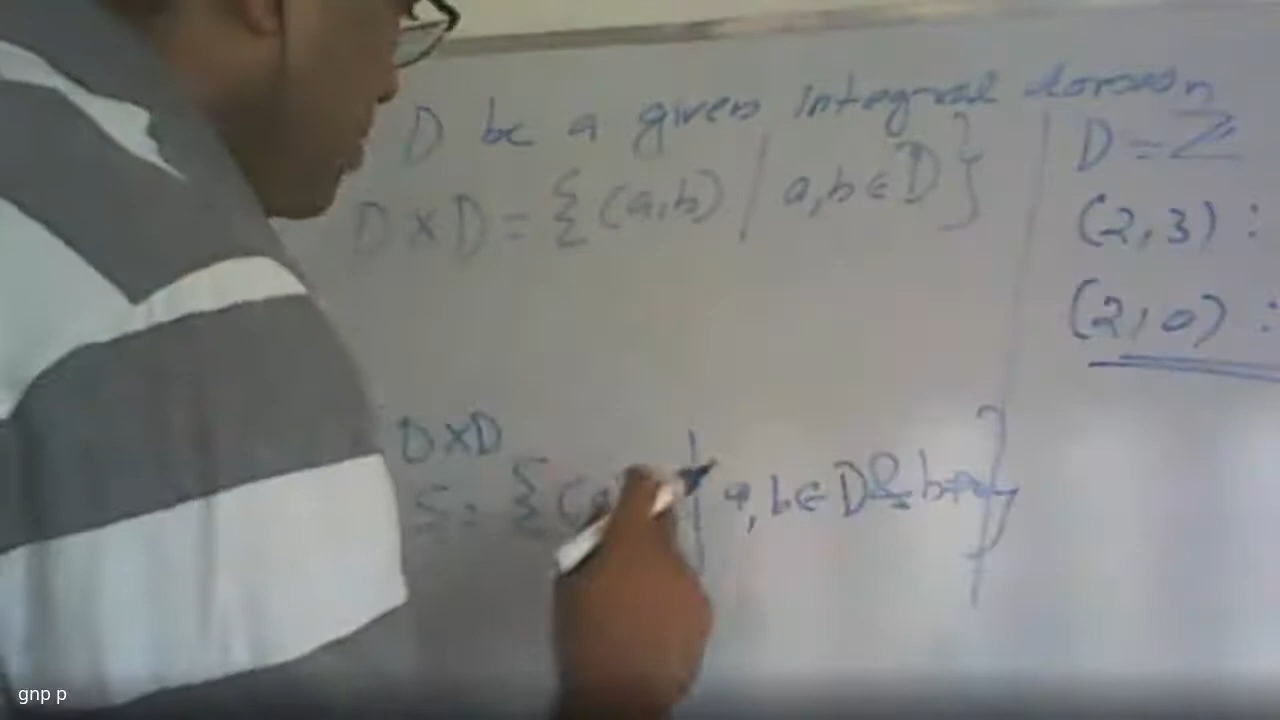 D be a given integral domain
D × D = { (a,b) | a,b ∈ D }
D × D
S = { (a | a,b ∈ D & b≠0 }
D = ℤ
(2,3) :
(2,0) :
gnp p